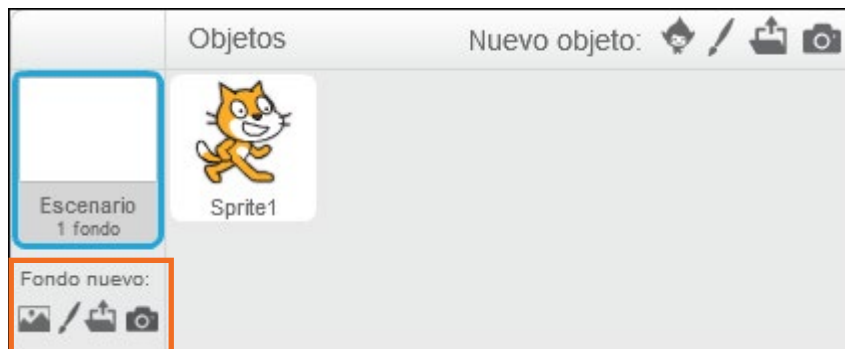 Objetos
Nuevo objeto:
Escenario
1 fondo
Sprite1
Fondo nuevo: